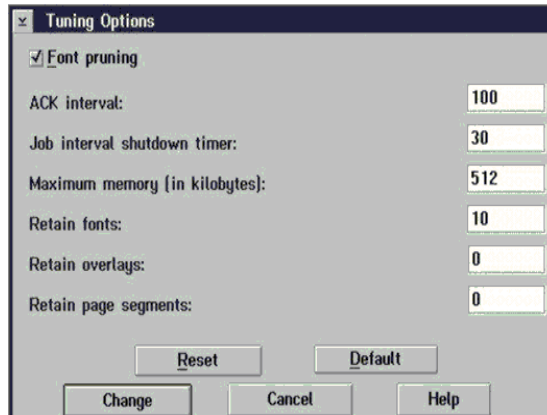 Tuning Options
Font pruning
ACK interval: 100
Job interval shutdown timer: 30
Maximum memory (in kilobytes): 512
Retain fonts: 10
Retain overlays: 0
Retain page segments: 0
Reset Default
Change Cancel Help